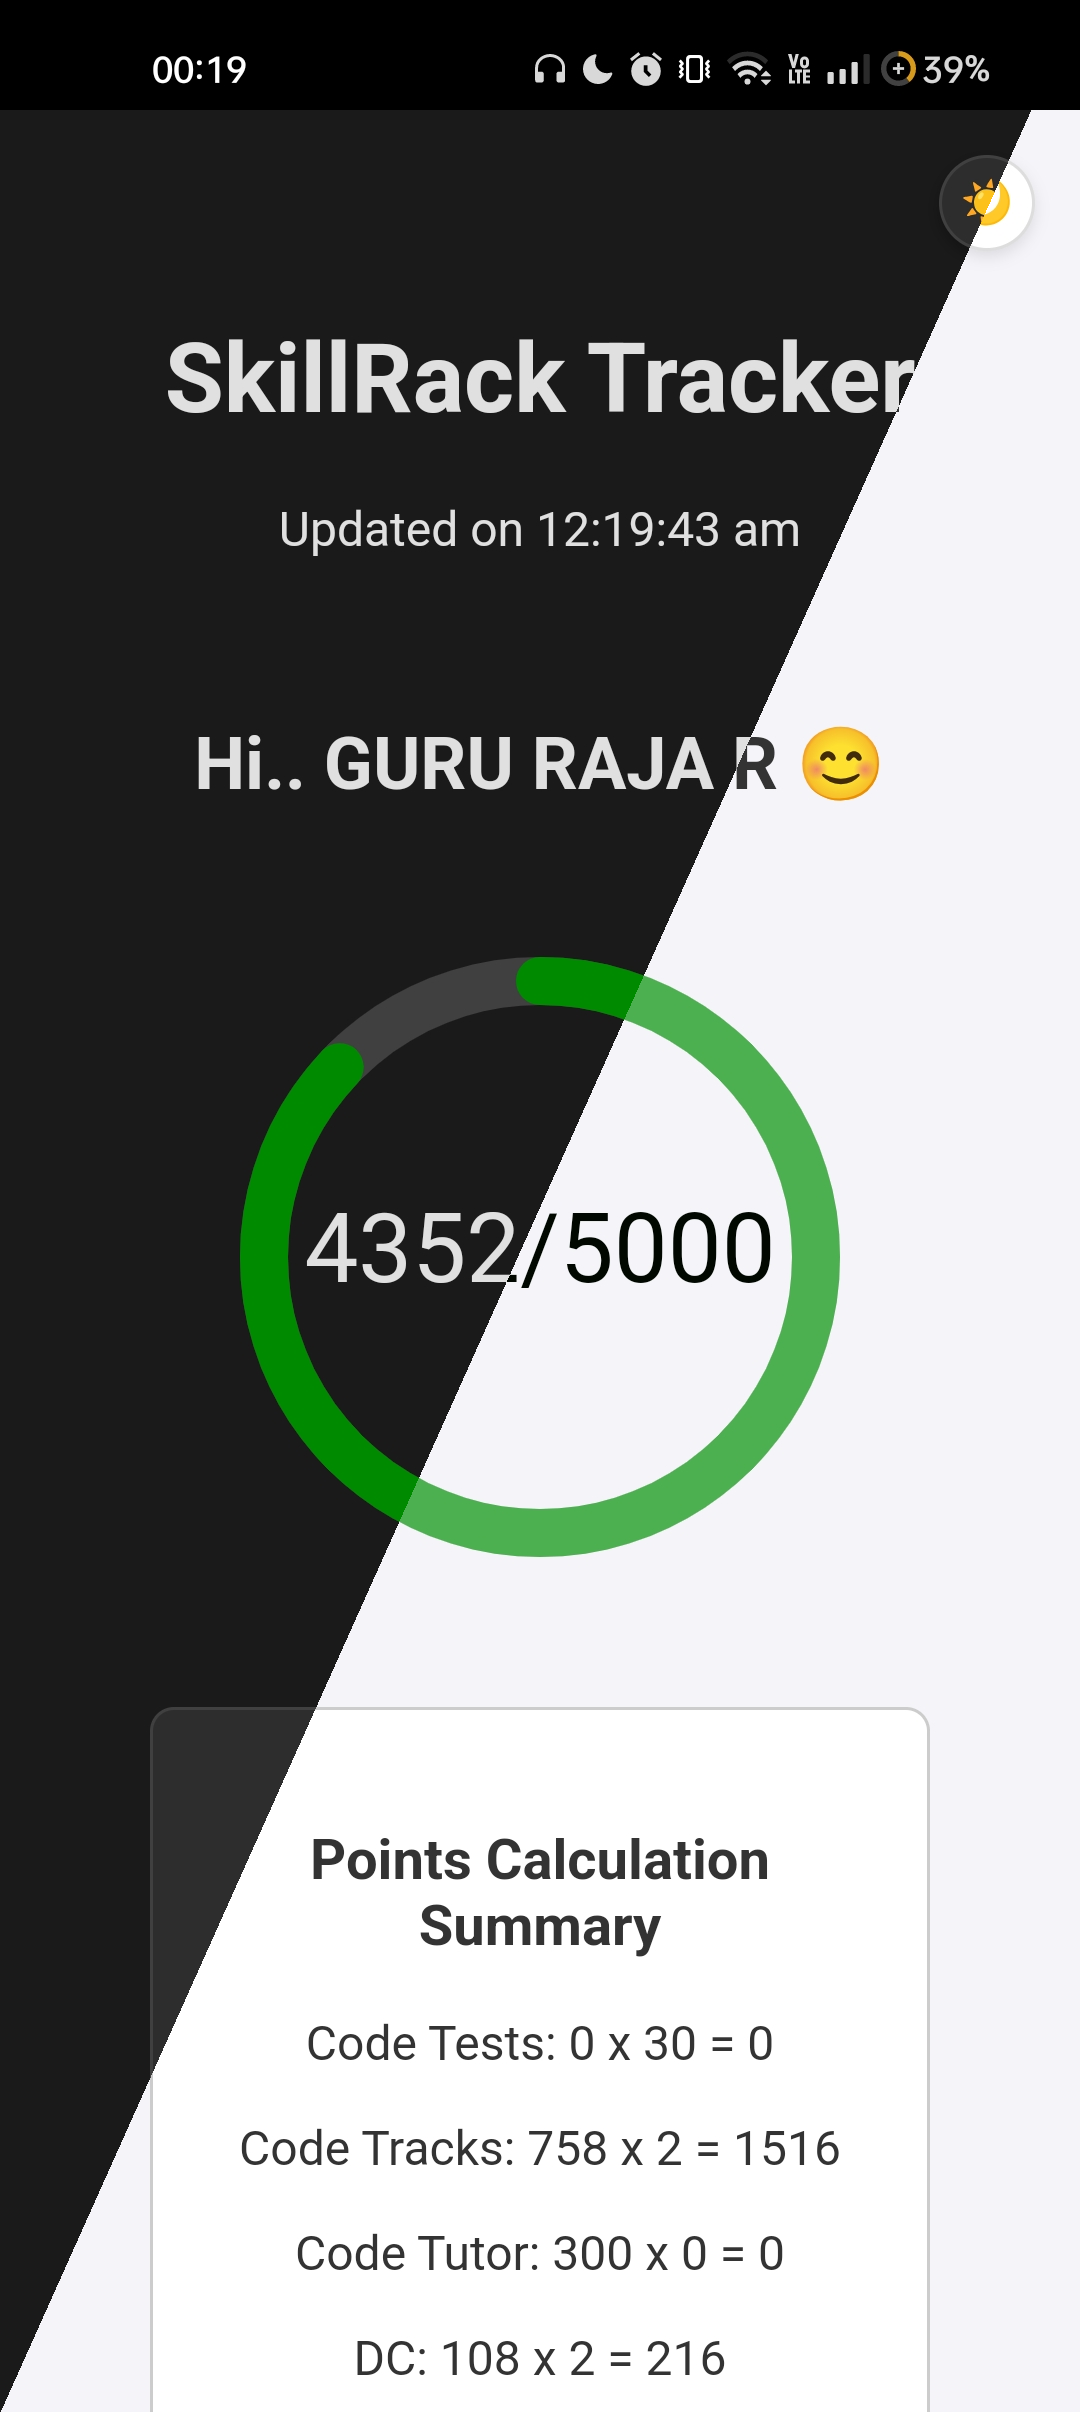 00:19 Vo LTE 39%
SkillRack Tracker
Updated on 12:19:43 am
Hi.. GURU RAJA R 😊
4352/5000
Points Calculation
Summary
Code Tests: 0 x 30 = 0
Code Tracks: 758 x 2 = 1516
Code Tutor: 300 x 0 = 0
DC: 108 x 2 = 216